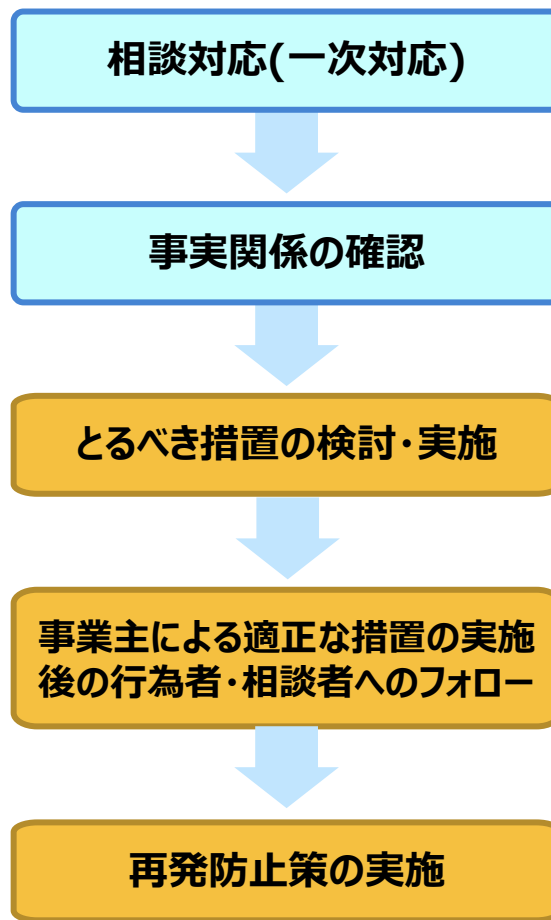 相談対応(一次対応)
事実関係の確認
とるべき措置の検討・実施
事業主による適正な措置の実施
後の行為者・相談者へのフォロー
再発防止策の実施